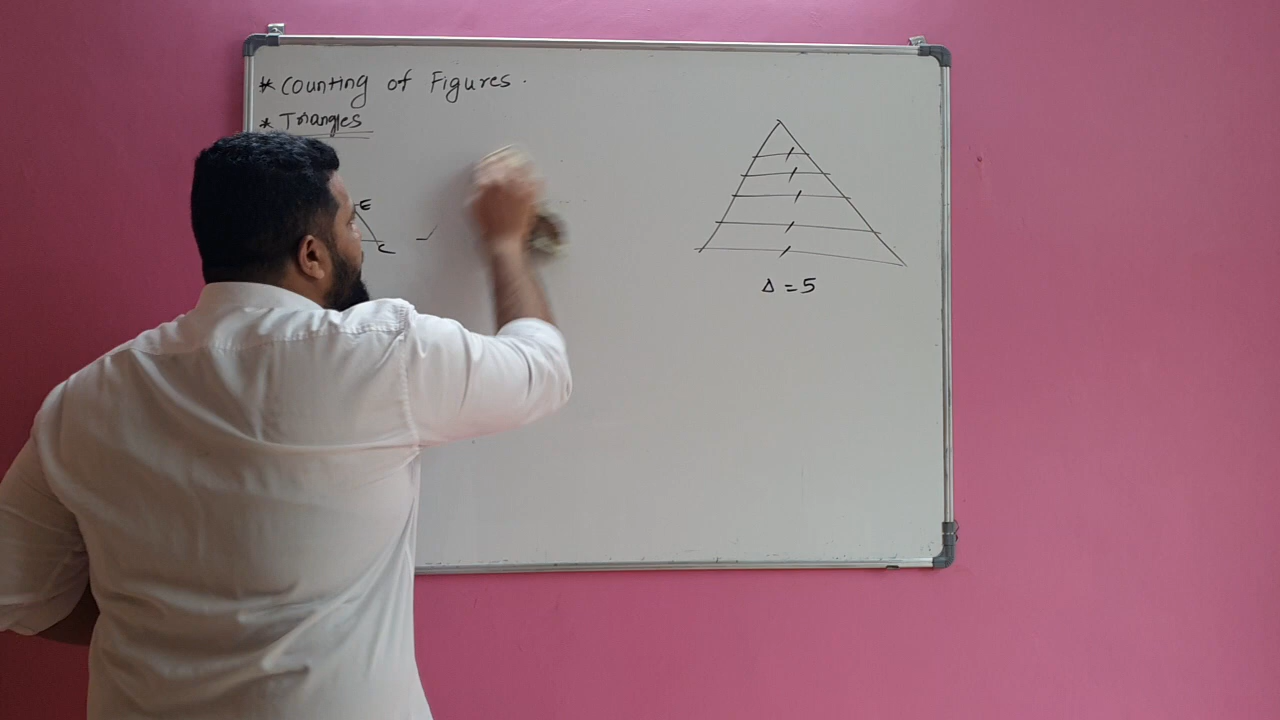 * Counting of Figures.
* Triangles
E
C
Δ = 5